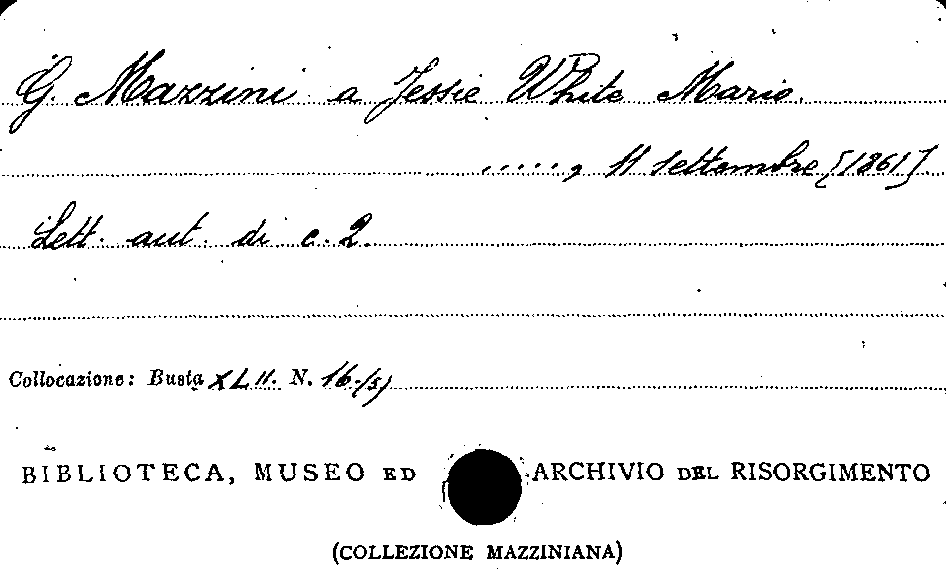 G. Mazzini a Jessie White Mario.
....., 11 settembre [1861].
Lett. aut. di c. 2.
Collocazione: Busta XLII. N. 16.(5)
BIBLIOTECA, MUSEO ED ARCHIVIO DEL RISORGIMENTO
(COLLEZIONE MAZZINIANA)